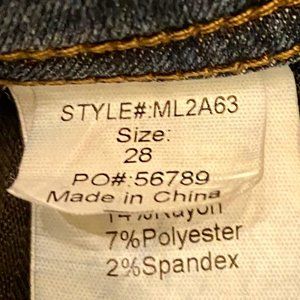 STYLE#:ML2A63
Size:
28
PO#:56789
Made in China
14%Rayon
7%Polyester
2%Spandex